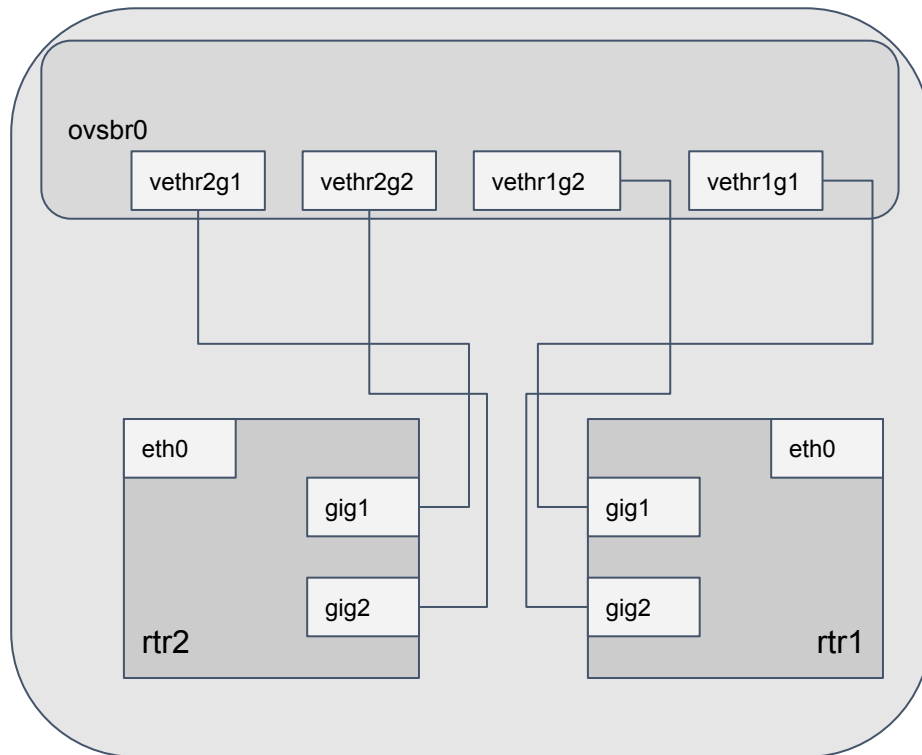 ovsbr0
vethr2g1
vethr2g2
vethr1g2
vethr1g1
eth0
gig1
gig2
rtr2
eth0
gig1
gig2
rtr1